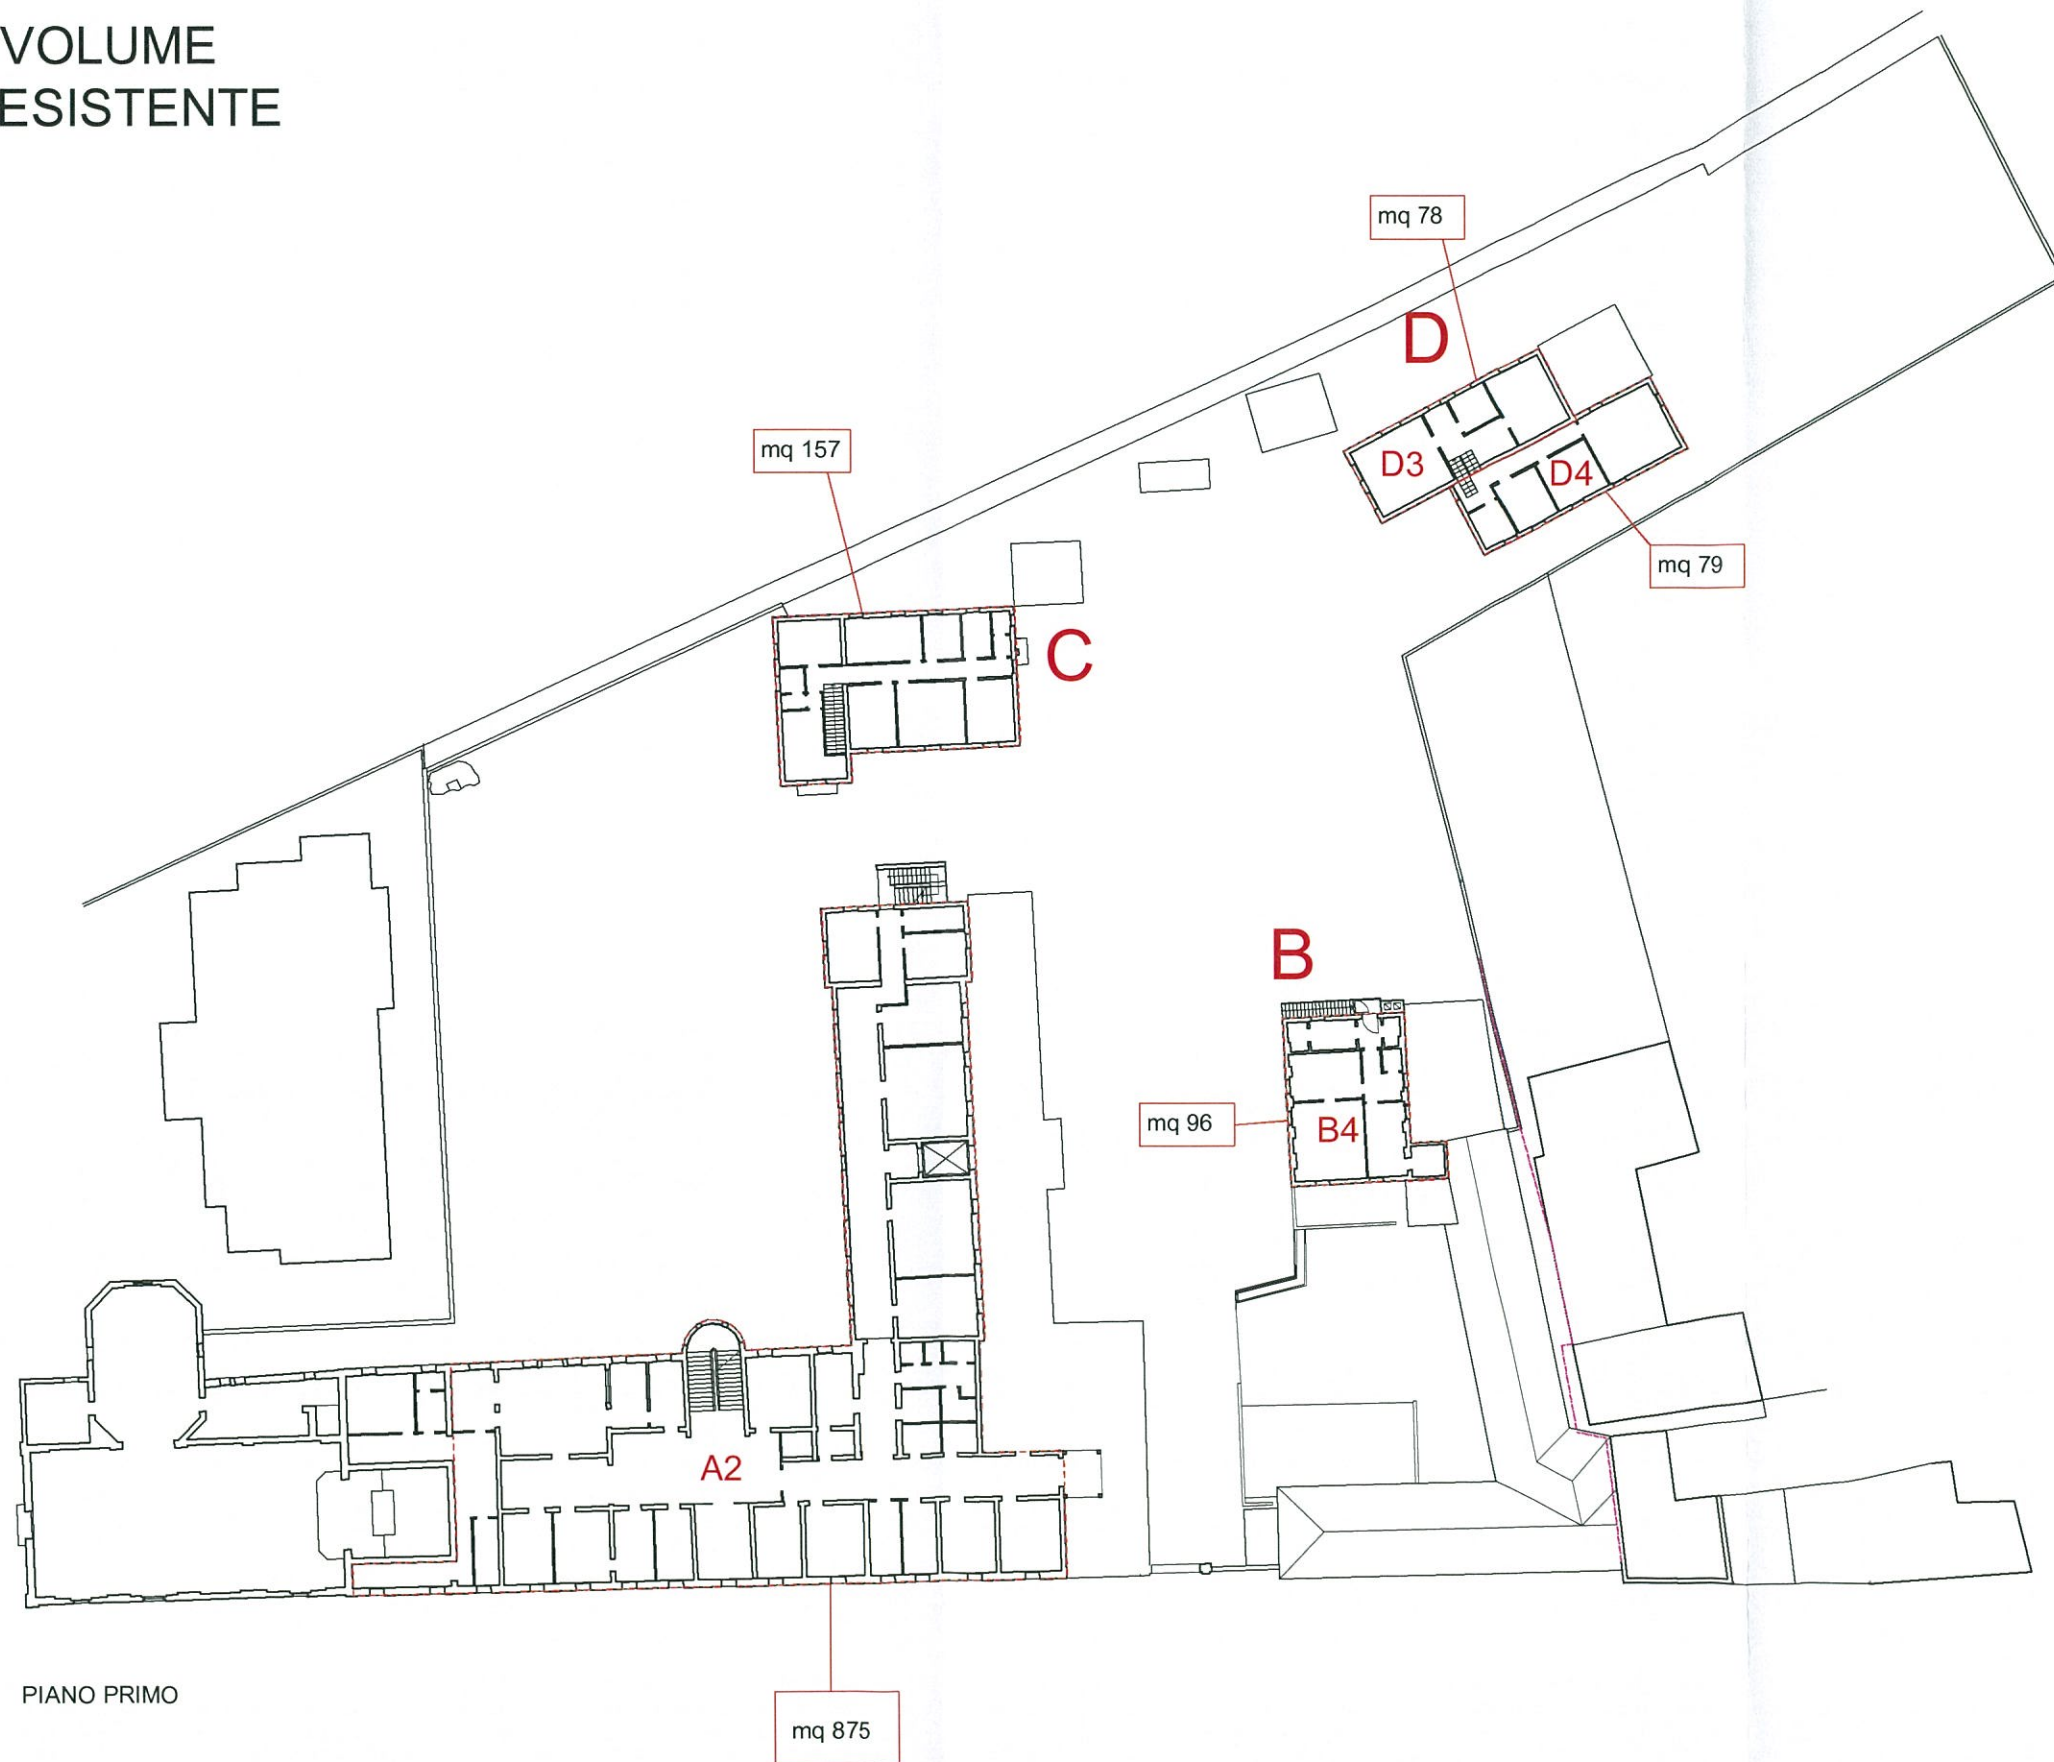 VOLUME
ESISTENTE
mq 78
D
D3
D4
mq 79
mq 157
C
B
mq 96
B4
A2
PIANO PRIMO
mq 875